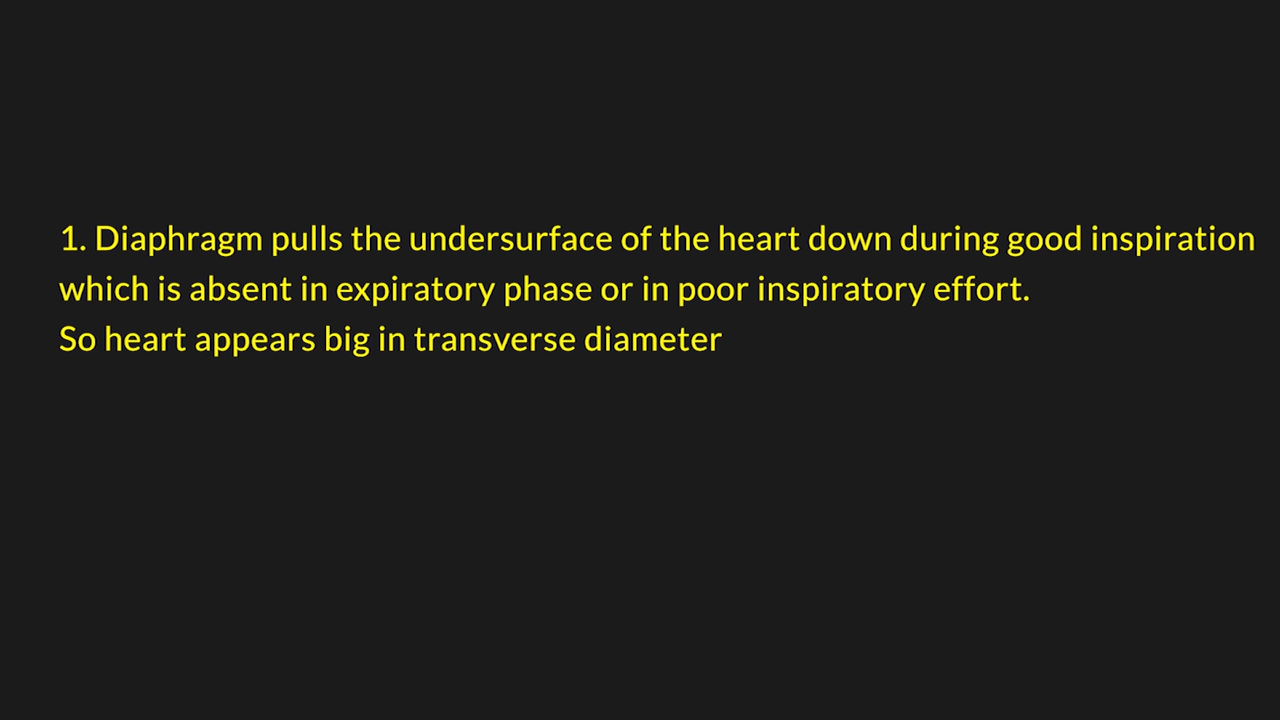 1. Diaphragm pulls the undersurface of the heart down during good inspiration
which is absent in expiratory phase or in poor inspiratory effort.
So heart appears big in transverse diameter